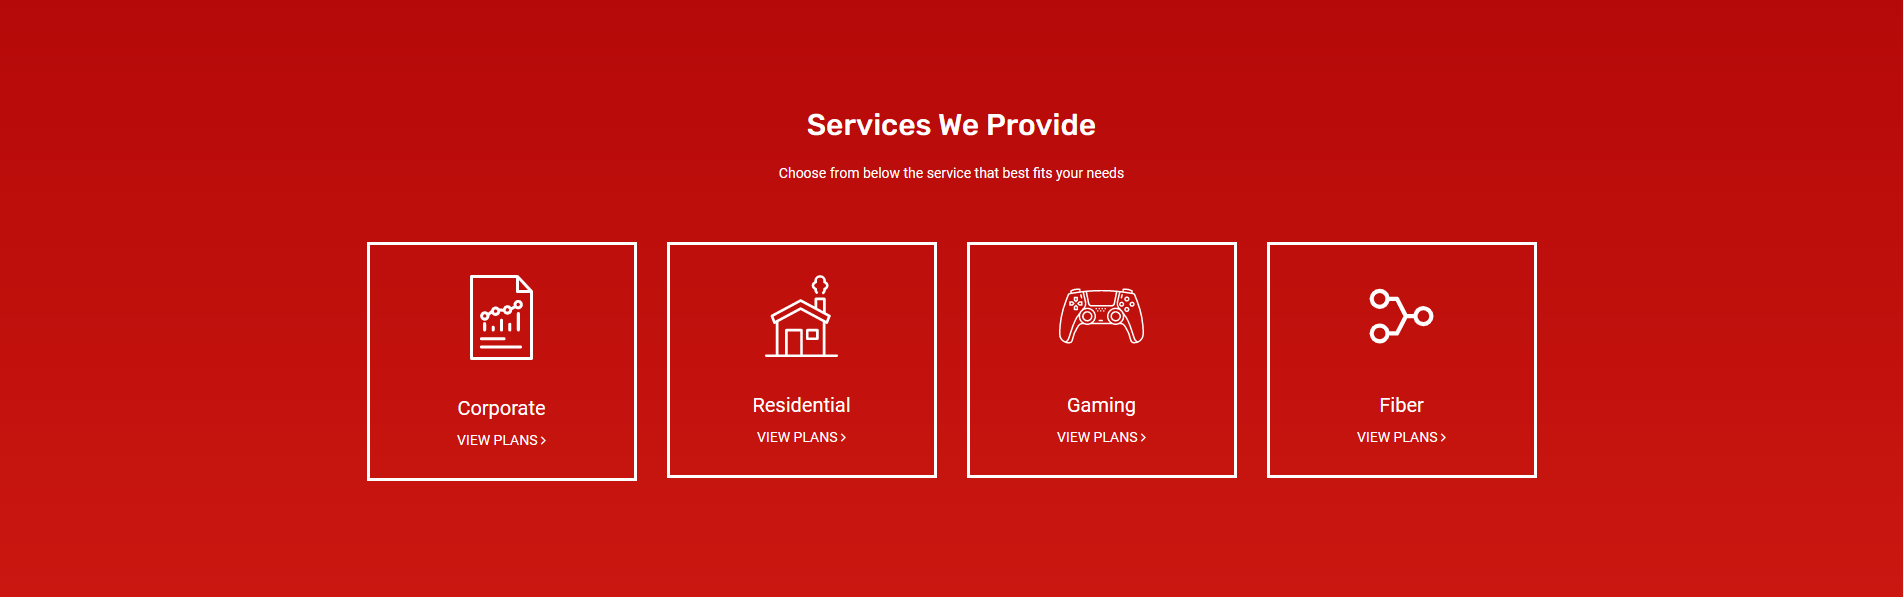 Services We Provide
Choose from below the service that best fits your needs
Corporate
VIEW PLANS >
Residential
VIEW PLANS >
Gaming
VIEW PLANS >
Fiber
VIEW PLANS >